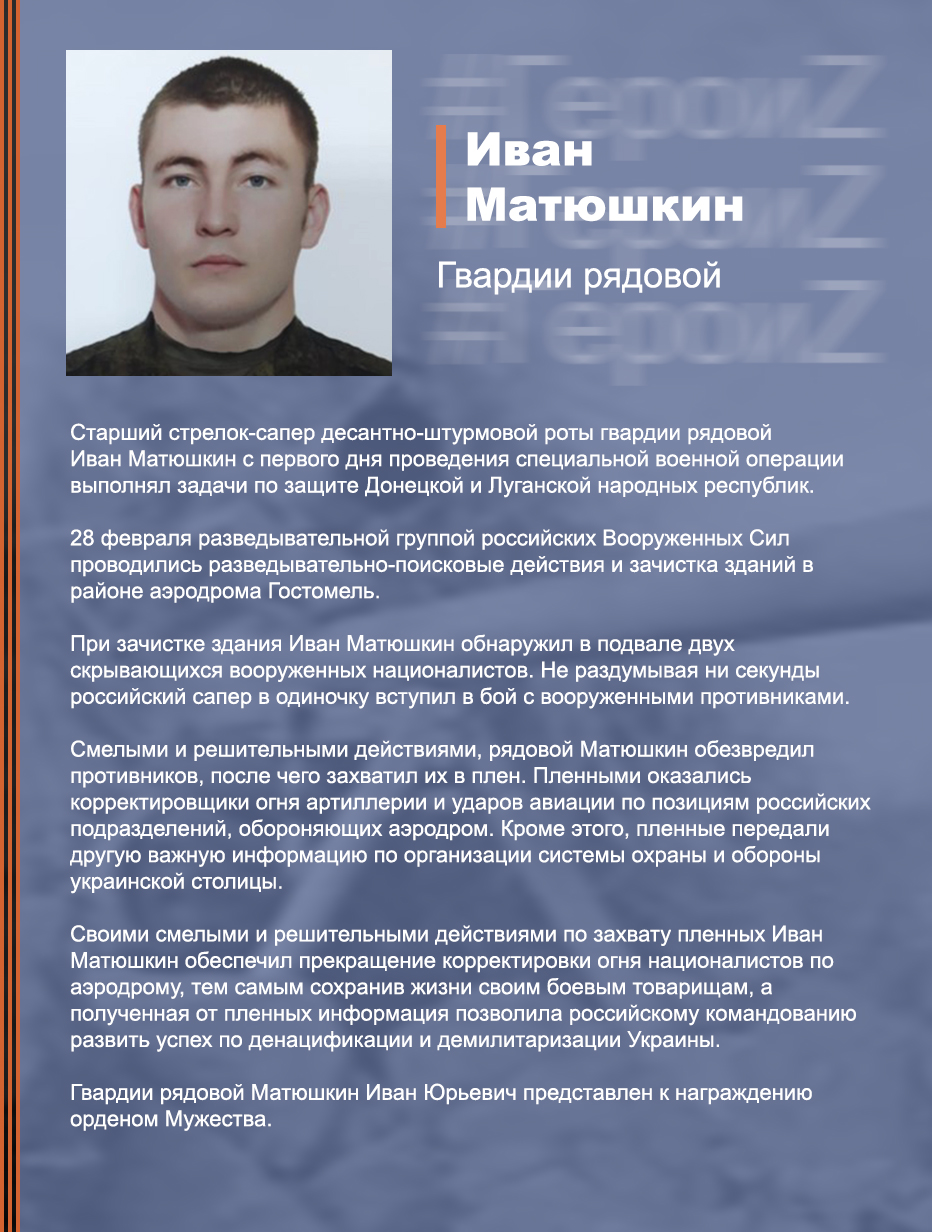 #ГероиZ
Иван
#ГероиZ
Матюшкин
Гвардии рядовой
#ГероиZ
Старший стрелок-сапер десантно-штурмовой роты гвардии рядовой
Иван Матюшкин с первого дня проведения специальной военной операции
выполнял задачи по защите Донецкой и Луганской народных республик.
28 февраля разведывательной группой российских Вооруженных Сил
проводились разведывательно-поисковые действия и зачистка зданий в
районе аэродрома Гостомель.
При зачистке здания Иван Матюшкин обнаружил в подвале двух
скрывающихся вооруженных националистов. Не раздумывая ни секунды
российский сапер в одиночку вступил в бой с вооруженными противниками.
Смелыми и решительными действиями, рядовой Матюшкин обезвредил
противников, после чего захватил их в плен. Пленными оказались
корректировщики огня артиллерии и ударов авиации по позициям российских
подразделений, обороняющих аэродром. Кроме этого, пленные передали
другую важную информацию по организации системы охраны и обороны
украинской столицы.
Своими смелыми и решительными действиями по захвату пленных Иван
Матюшкин обеспечил прекращение корректировки огня националистов по
аэродрому, тем самым сохранив жизни своим боевым товарищам, а
полученная от пленных информация позволила российскому командованию
развить успех по денацификации и демилитаризации Украины.
Гвардии рядовой Матюшкин Иван Юрьевич представлен к награждению
орденом Мужества.